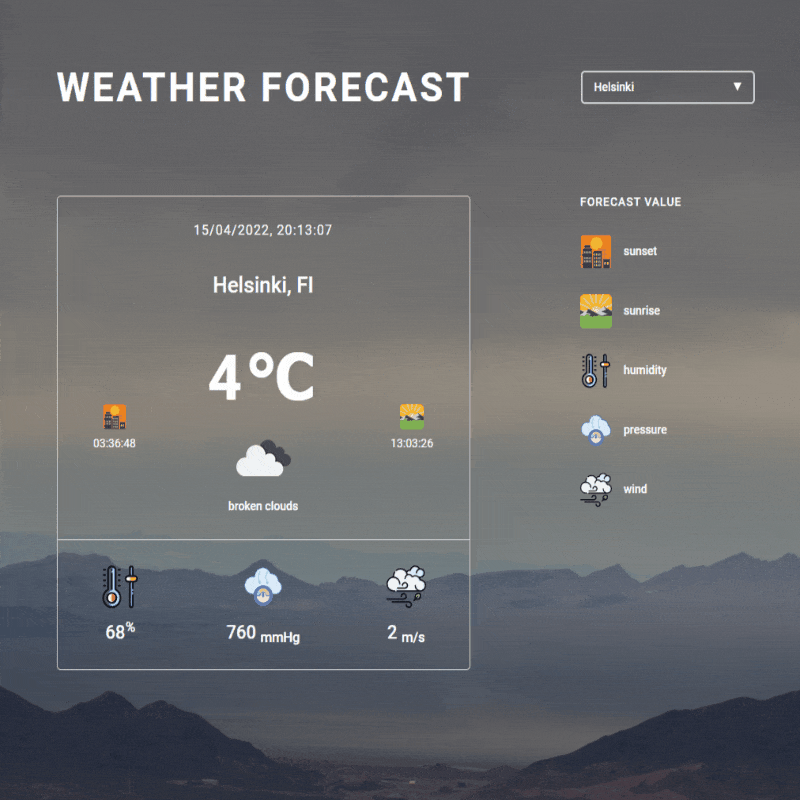 WEATHER FORECAST
Helsinki ▼
15/04/2022, 20:13:07
Helsinki, FI
4°C
03:36:48
13:03:26
broken clouds
68%
760 mmHg
2 m/s
FORECAST VALUE
sunset
sunrise
humidity
pressure
wind